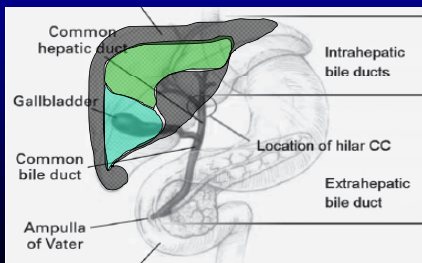 Common
hepatic duct
Intrahepatic
bile ducts
Gallbladder
Location of hilar CC
Common
bile duct
Extrahepatic
bile duct
Ampulla
of Vater